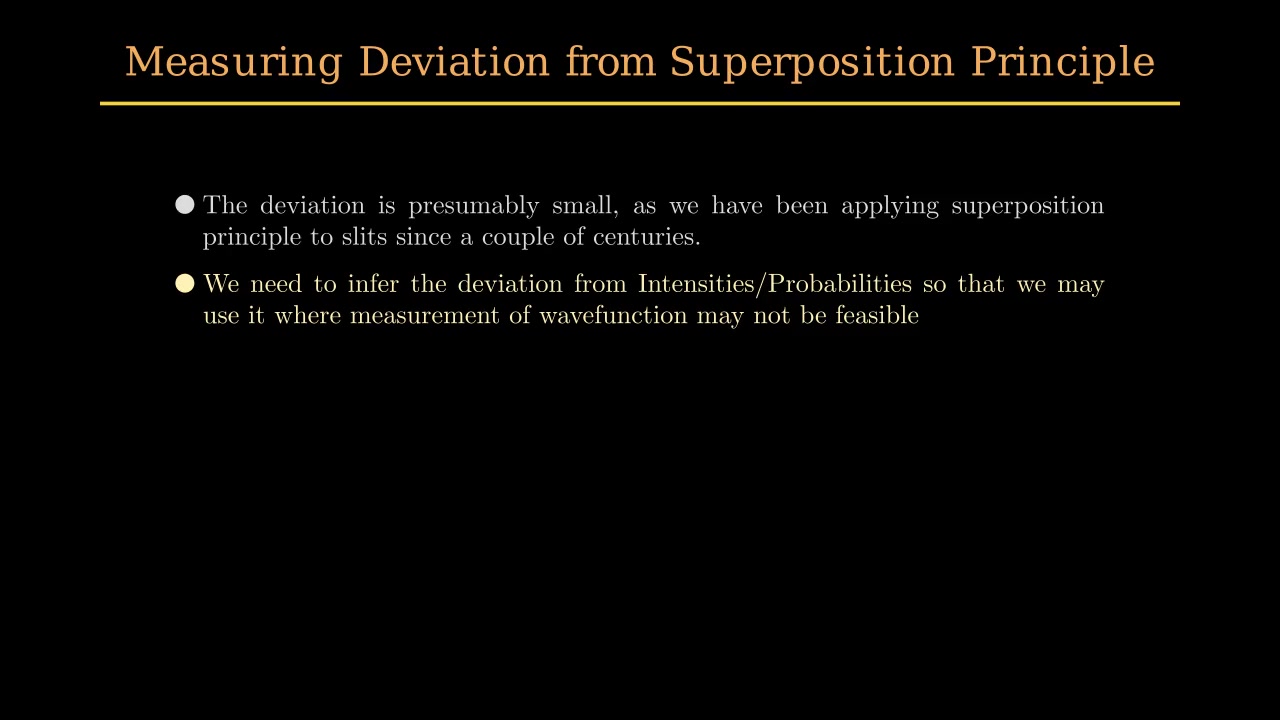 Measuring Deviation from Superposition Principle
The deviation is presumably small, as we have been applying superposition
principle to slits since a couple of centuries.
We need to infer the deviation from Intensities/Probabilities so that we may
use it where measurement of wavefunction may not be feasible